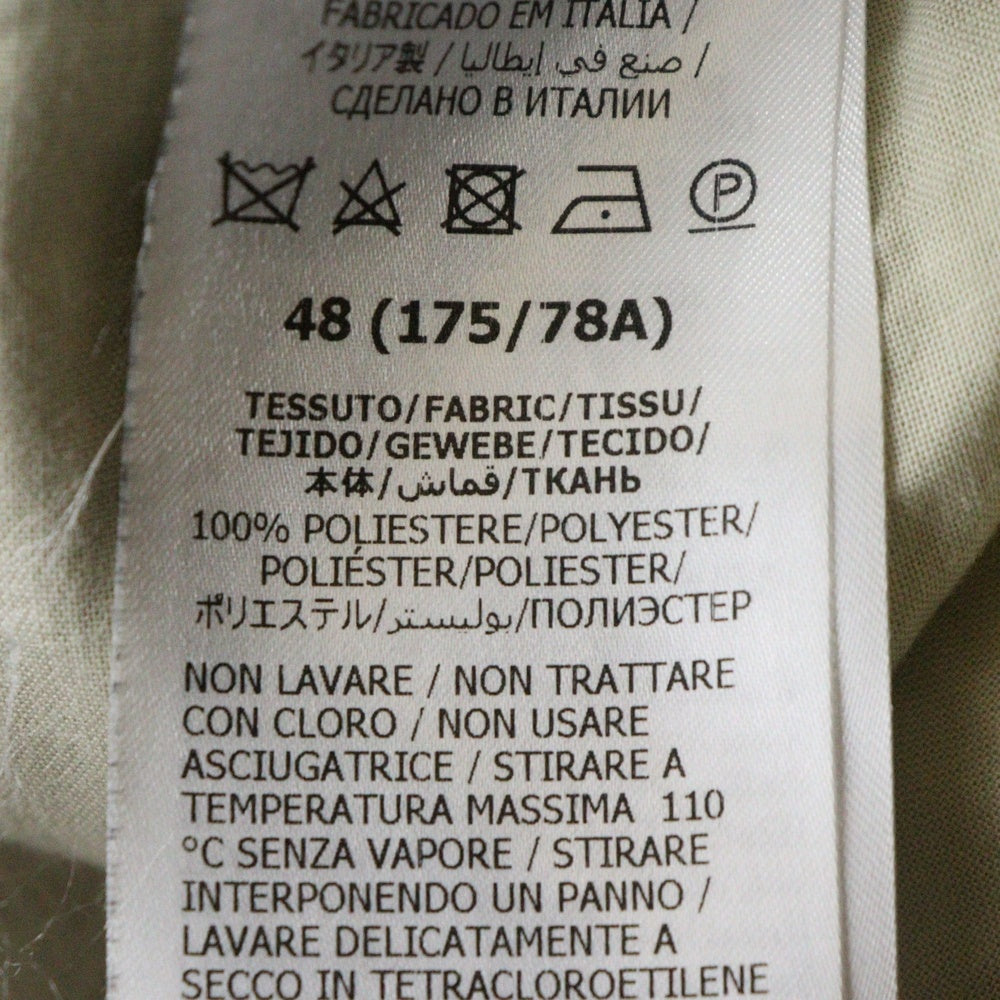 FABRICADO EM ITALIA /
イタリア製 / صنع في إيطاليا /
СДЕЛАНО В ИТАЛИИ
P
48 (175/78A)
TESSUTO/FABRIC/TISSU/
TEJIDO/GEWEBE/TECIDO/
本体/قماش/ТКАНЬ
100% POLIESTERE/POLYESTER/
POLIÉSTER/POLIESTER/
ポリエステル/بوليستر/ПОЛИЭСТЕР
NON LAVARE / NON TRATTARE
CON CLORO / NON USARE
ASCIUGATRICE / STIRARE A
TEMPERATURA MASSIMA 110
°C SENZA VAPORE / STIRARE
INTERPONENDO UN PANNO /
LAVARE DELICATAMENTE A
SECCO IN TETRACLOROETILENE